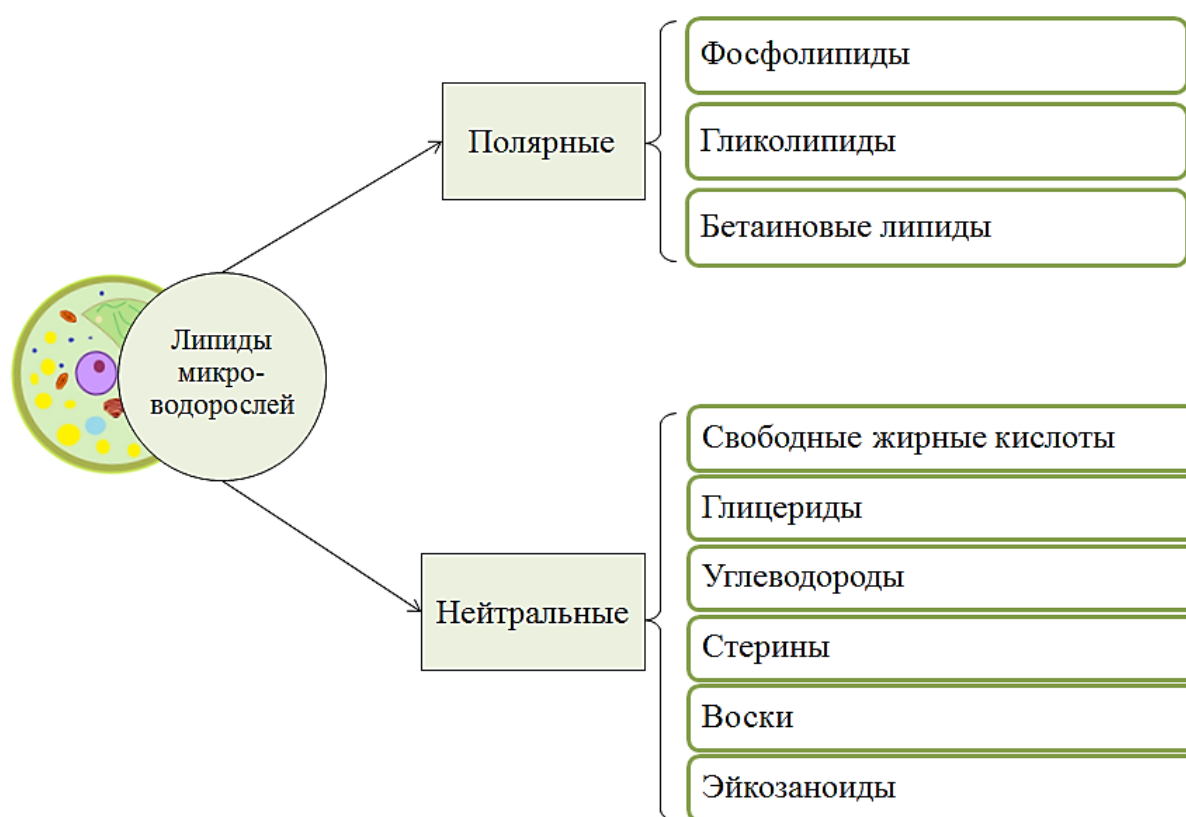 Липиды
микро-
водорослей
Полярные
Фосфолипиды
Гликолипиды
Бетаиновые липиды
Нейтральные
Свободные жирные кислоты
Глицериды
Углеводороды
Стерины
Воски
Эйкозаноиды